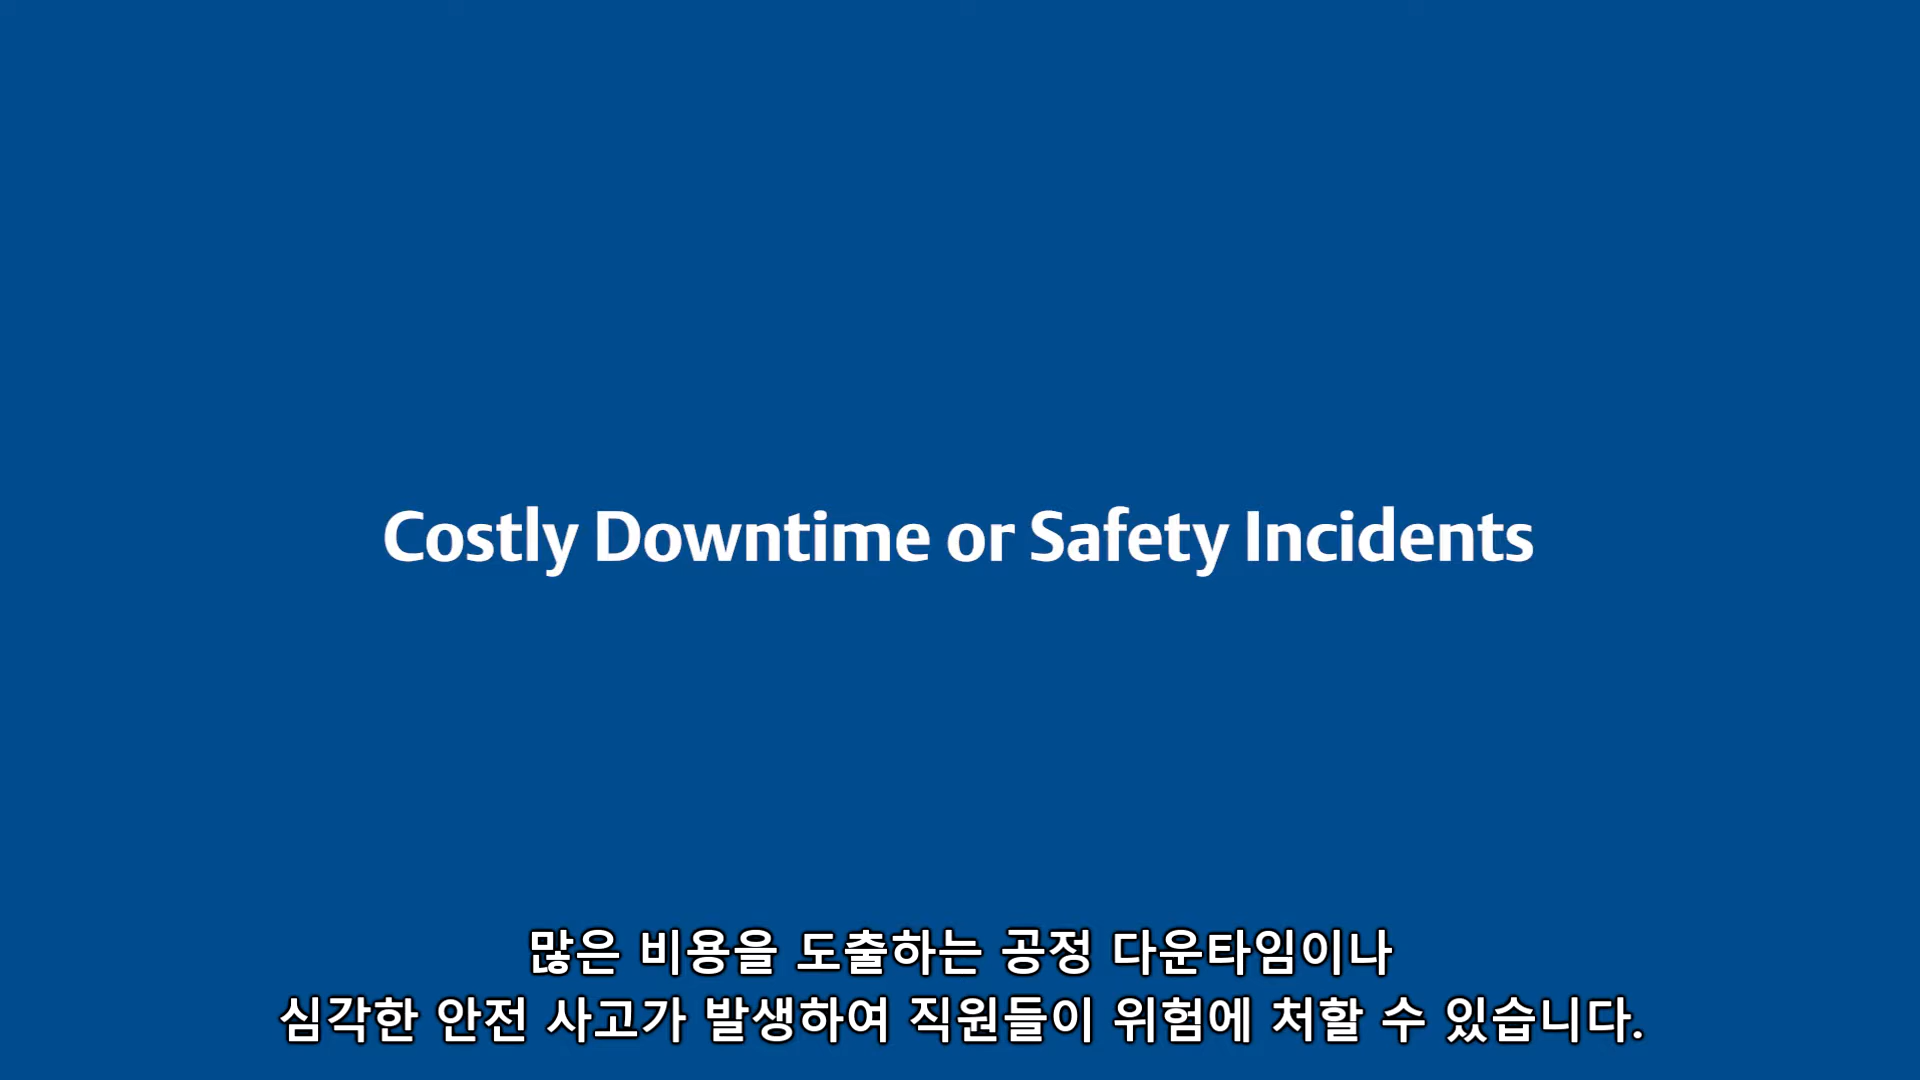 Costly Downtime or Safety Incidents
많은 비용을 도출하는 공정 다운타임이나
심각한 안전 사고가 발생하여 직원들이 위험에 처할 수 있습니다.